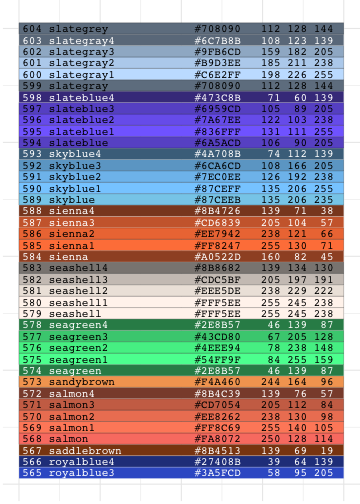 604 slategrey #708090 112 128 144
603 slategray4 #6C7B8B 108 123 139
602 slategray3 #9FB6CD 159 182 205
601 slategray2 #B9D3EE 185 211 238
600 slategray1 #C6E2FF 198 226 255
599 slategray #708090 112 128 144
598 slateblue4 #473C8B 71 60 139
597 slateblue3 #6959CD 105 89 205
596 slateblue2 #7A67EE 122 103 238
595 slateblue1 #836FFF 131 111 255
594 slateblue #6A5ACD 106 90 205
593 skyblue4 #4A708B 74 112 139
592 skyblue3 #6CA6CD 108 166 205
591 skyblue2 #7EC0EE 126 192 238
590 skyblue1 #87CEFF 135 206 255
589 skyblue #87CEEB 135 206 235
588 sienna4 #8B4726 139 71 38
587 sienna3 #CD6839 205 104 57
586 sienna2 #EE7942 238 121 66
585 sienna1 #FF8247 255 130 71
584 sienna #A0522D 160 82 45
583 seashell4 #8B8682 139 134 130
582 seashell3 #CDC5BF 205 197 191
581 seashell2 #EEE5DE 238 229 222
580 seashell1 #FFF5EE 255 245 238
579 seashell #FFF5EE 255 245 238
578 seagreen4 #2E8B57 46 139 87
577 seagreen3 #43CD80 67 205 128
576 seagreen2 #4EEE94 78 238 148
575 seagreen1 #54FF9F 84 255 159
574 seagreen #2E8B57 46 139 87
573 sandybrown #F4A460 244 164 96
572 salmon4 #8B4C39 139 76 57
571 salmon3 #CD7054 205 112 84
570 salmon2 #EE8262 238 130 98
569 salmon1 #FF8C69 255 140 105
568 salmon #FA8072 250 128 114
567 saddlebrown #8B4513 139 69 19
566 royalblue4 #27408B 39 64 139
565 royalblue3 #3A5FCD 58 95 205